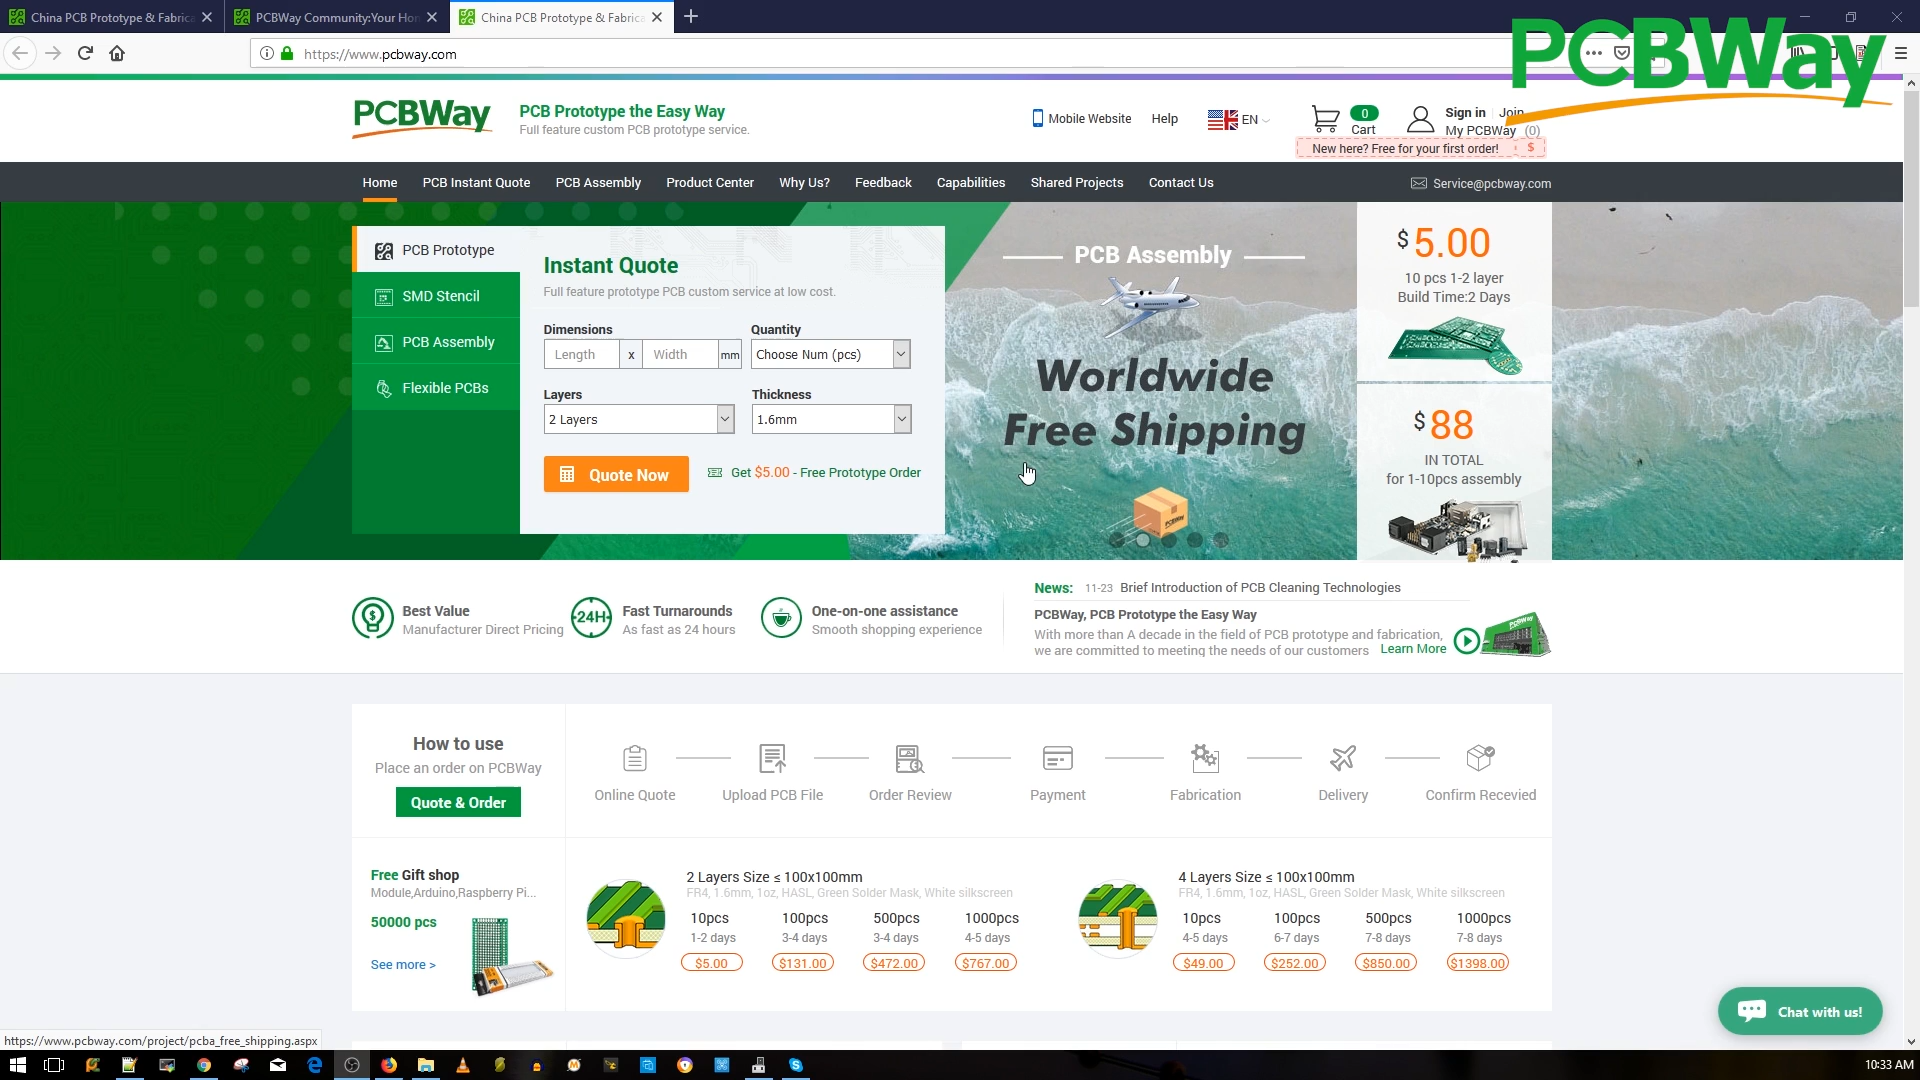 China PCB Prototype & Fabrica
PCBWay Community:Your Hon
China PCB Prototype & Fabrica
https://www.pcbway.com
PCBWay
PCBWay
PCB Prototype the Easy Way
Full feature custom PCB prototype service.
Mobile Website
Help
EN
0
Cart
Sign in
Join
My PCBWay (0)
New here? Free for your first order!
$
Home
PCB Instant Quote
PCB Assembly
Product Center
Why Us?
Feedback
Capabilities
Shared Projects
Contact Us
Service@pcbway.com
PCB Prototype
SMD Stencil
PCB Assembly
Flexible PCBs
Instant Quote
Full feature prototype PCB custom service at low cost.
Dimensions
Quantity
Length x Width mm
Choose Num (pcs)
Layers
Thickness
2 Layers
1.6mm
Quote Now
Get $5.00 - Free Prototype Order
PCB Assembly
Worldwide
Free Shipping
PCBWay
$5.00
10 pcs 1-2 layer
Build Time:2 Days
$88
IN TOTAL
for 1-10pcs assembly
Best Value
Manufacturer Direct Pricing
24H
Fast Turnarounds
As fast as 24 hours
One-on-one assistance
Smooth shopping experience
News: 11-23 Brief Introduction of PCB Cleaning Technologies
PCBWay, PCB Prototype the Easy Way
With more than A decade in the field of PCB prototype and fabrication,
we are committed to meeting the needs of our customers Learn More
PCBWay
How to use
Place an order on PCBWay
Quote & Order
Online Quote
Upload PCB File
Order Review
Payment
Fabrication
Delivery
Confirm Recevied
Free Gift shop
Module,Arduino,Raspberry Pi...
50000 pcs
See more >
2 Layers Size ≤ 100x100mm
FR4, 1.6mm, 1oz, HASL, Green Solder Mask, White silkscreen
10pcs 100pcs 500pcs 1000pcs
1-2 days 3-4 days 3-4 days 4-5 days
$5.00 $131.00 $472.00 $767.00
4 Layers Size ≤ 100x100mm
FR4, 1.6mm, 1oz, HASL, Green Solder Mask, White silkscreen
10pcs 100pcs 500pcs 1000pcs
4-5 days 6-7 days 7-8 days 7-8 days
$49.00 $252.00 $850.00 $1398.00
Chat with us!
https://www.pcbway.com/project/pcba_free_shipping.aspx
10:33 AM